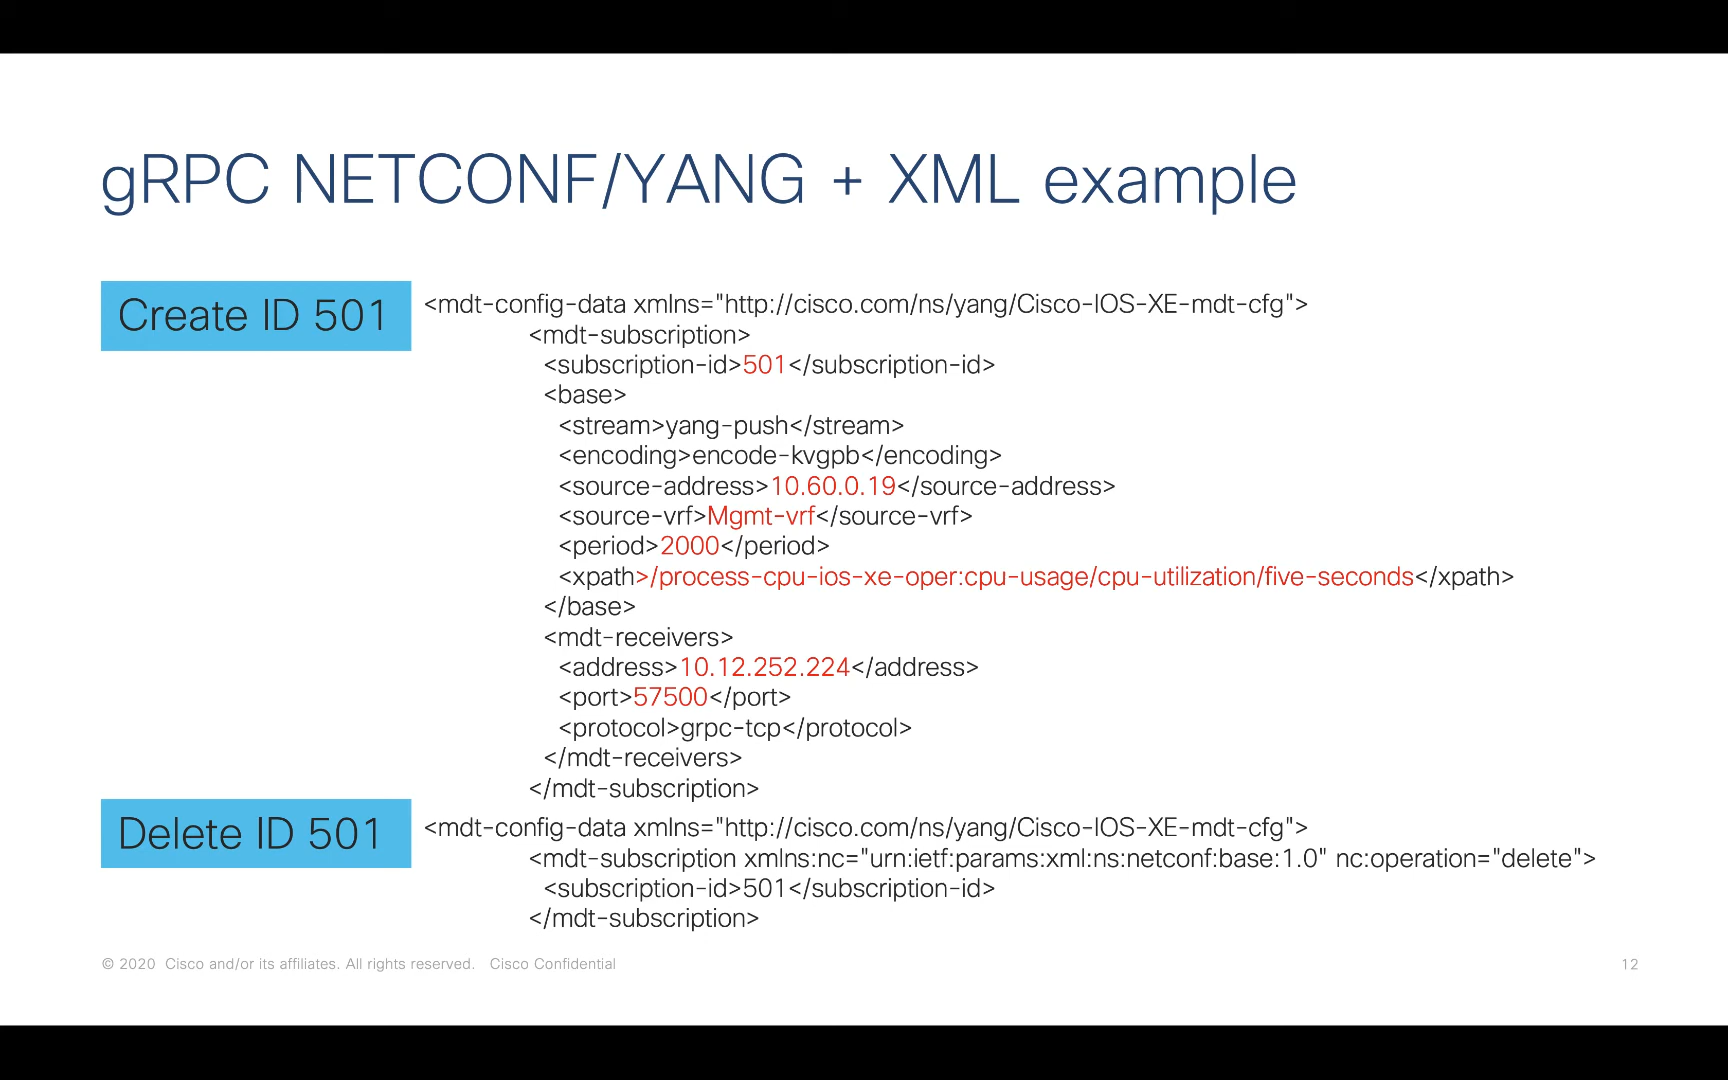 gRPC NETCONF/YANG + XML example
Create ID 501
<mdt-config-data xmlns="http://cisco.com/ns/yang/Cisco-IOS-XE-mdt-cfg">
<mdt-subscription>
<subscription-id>501</subscription-id>
<base>
<stream>yang-push</stream>
<encoding>encode-kvgpb</encoding>
<source-address>10.60.0.19</source-address>
<source-vrf>Mgmt-vrf</source-vrf>
<period>2000</period>
<xpath>/process-cpu-ios-xe-oper:cpu-usage/cpu-utilization/five-seconds</xpath>
</base>
<mdt-receivers>
<address>10.12.252.224</address>
<port>57500</port>
<protocol>grpc-tcp</protocol>
</mdt-receivers>
</mdt-subscription>
Delete ID 501
<mdt-config-data xmlns="http://cisco.com/ns/yang/Cisco-IOS-XE-mdt-cfg">
<mdt-subscription xmlns:nc="urn:ietf:params:xml:ns:netconf:base:1.0" nc:operation="delete">
<subscription-id>501</subscription-id>
</mdt-subscription>
© 2020 Cisco and/or its affiliates. All rights reserved. Cisco Confidential
12